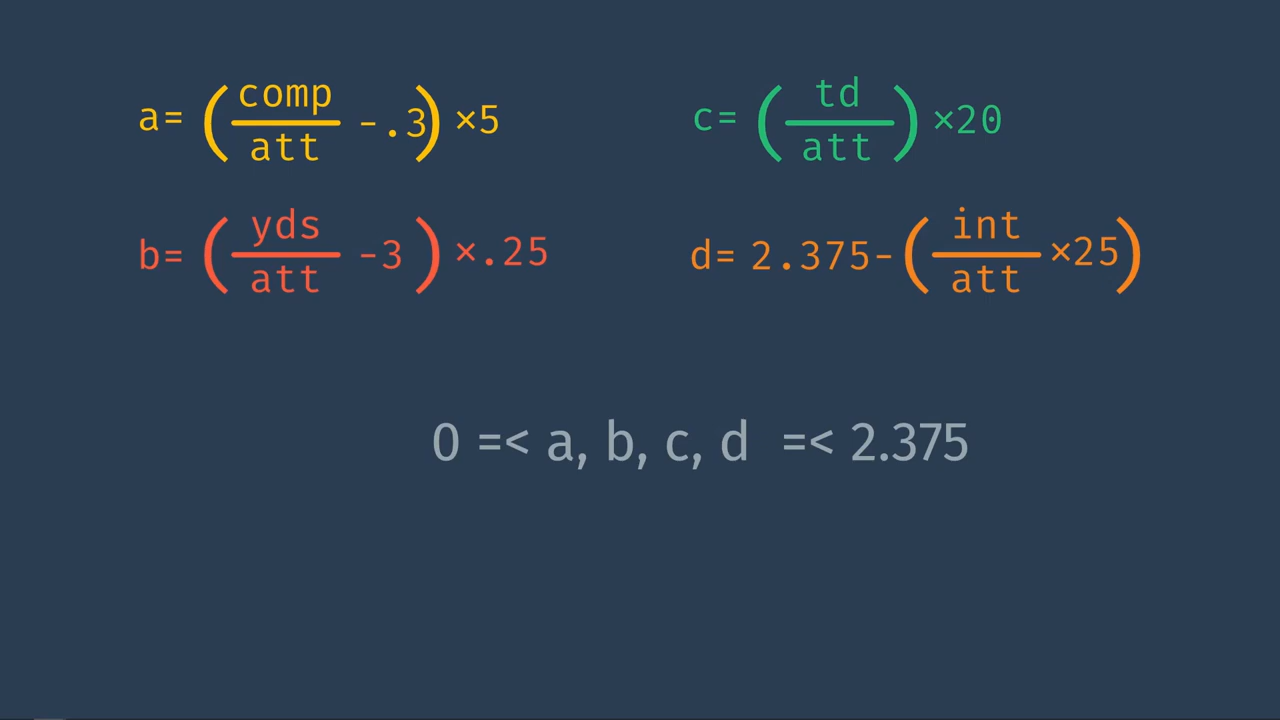 a= (comp/att -.3) ×5
c= (td/att) ×20
b= (yds/att -3) ×.25
d= 2.375-(int/att ×25)
0 =< a, b, c, d =< 2.375